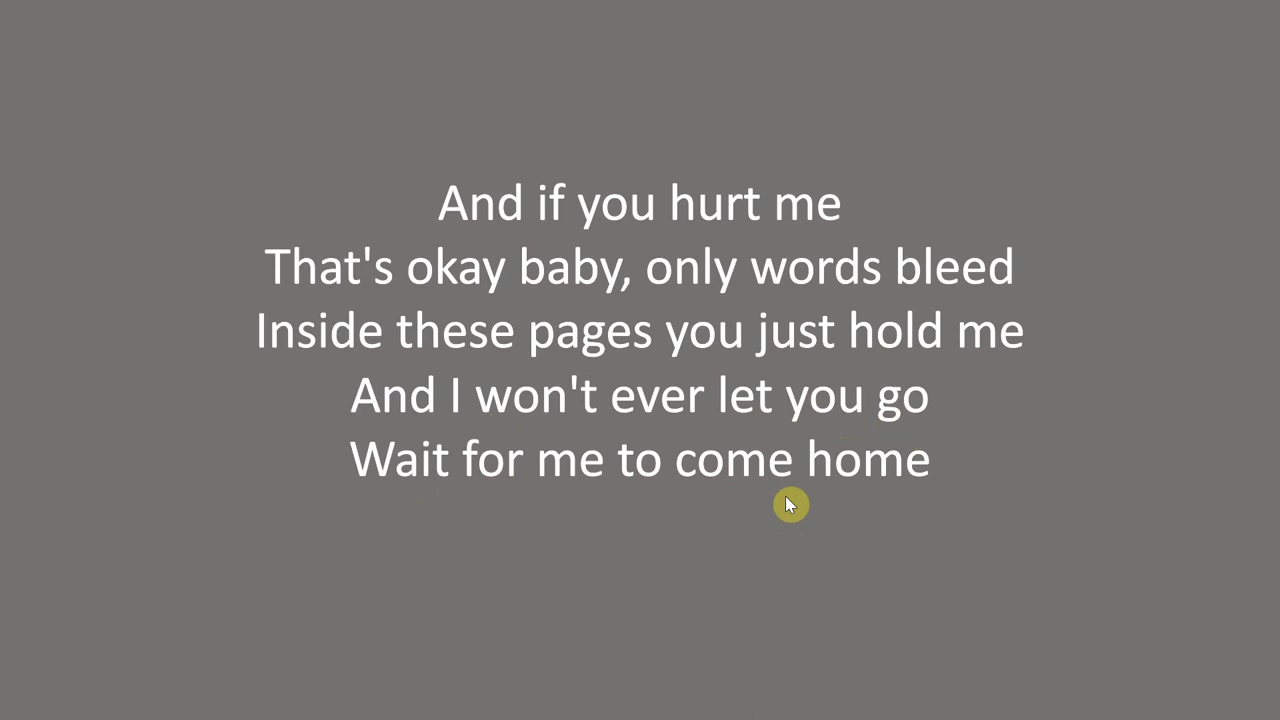 And if you hurt me
That's okay baby, only words bleed
Inside these pages you just hold me
And I won't ever let you go
Wait for me to come home